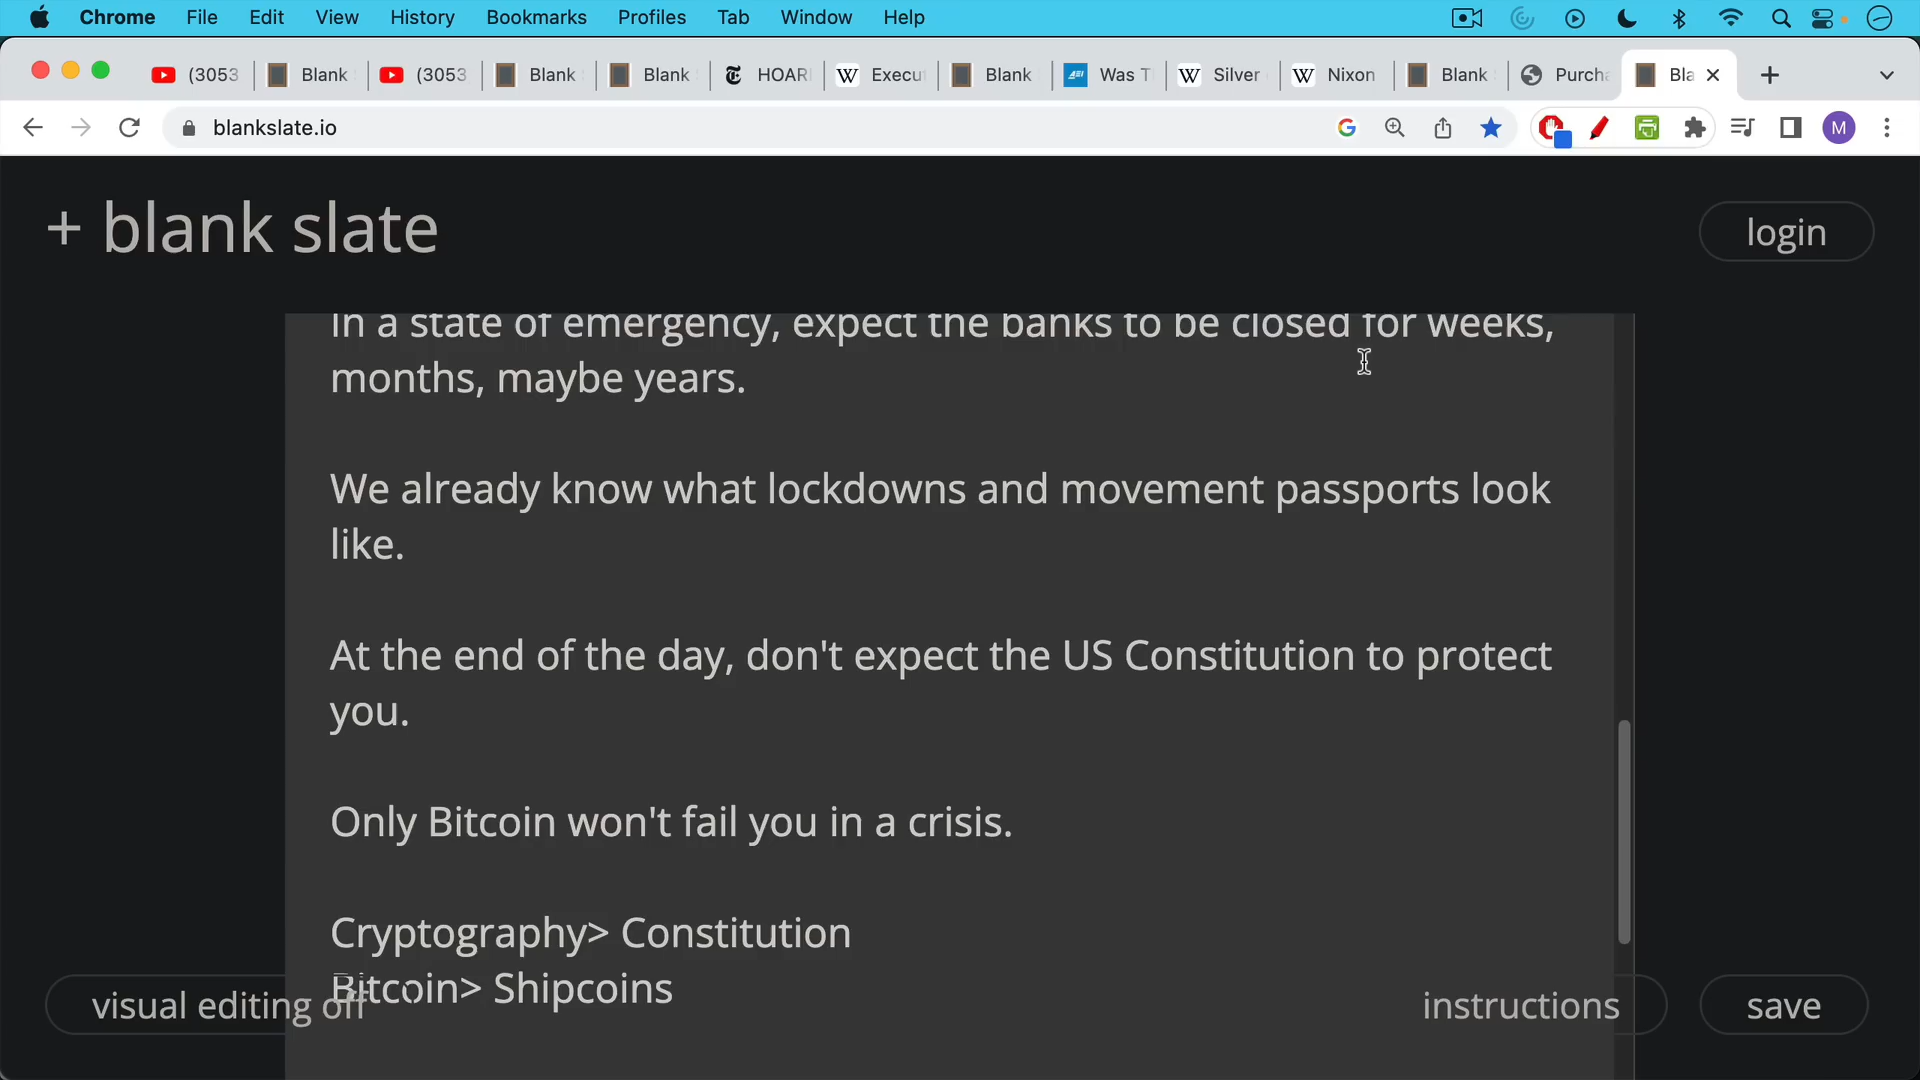 Chrome File Edit View History Bookmarks Profiles Tab Window Help
(3053 Blank (3053 Blank Blank HOAR Execu Blank Was T Silver Nixon Blank Purcha Bla
blankslate.io
M
+ blank slate
login
In a state of emergency, expect the banks to be closed for weeks,
months, maybe years.
We already know what lockdowns and movement passports look
like.
At the end of the day, don't expect the US Constitution to protect
you.
Only Bitcoin won't fail you in a crisis.
Cryptography> Constitution
Bitcoin> Shipcoins
visual editing off
instructions
save